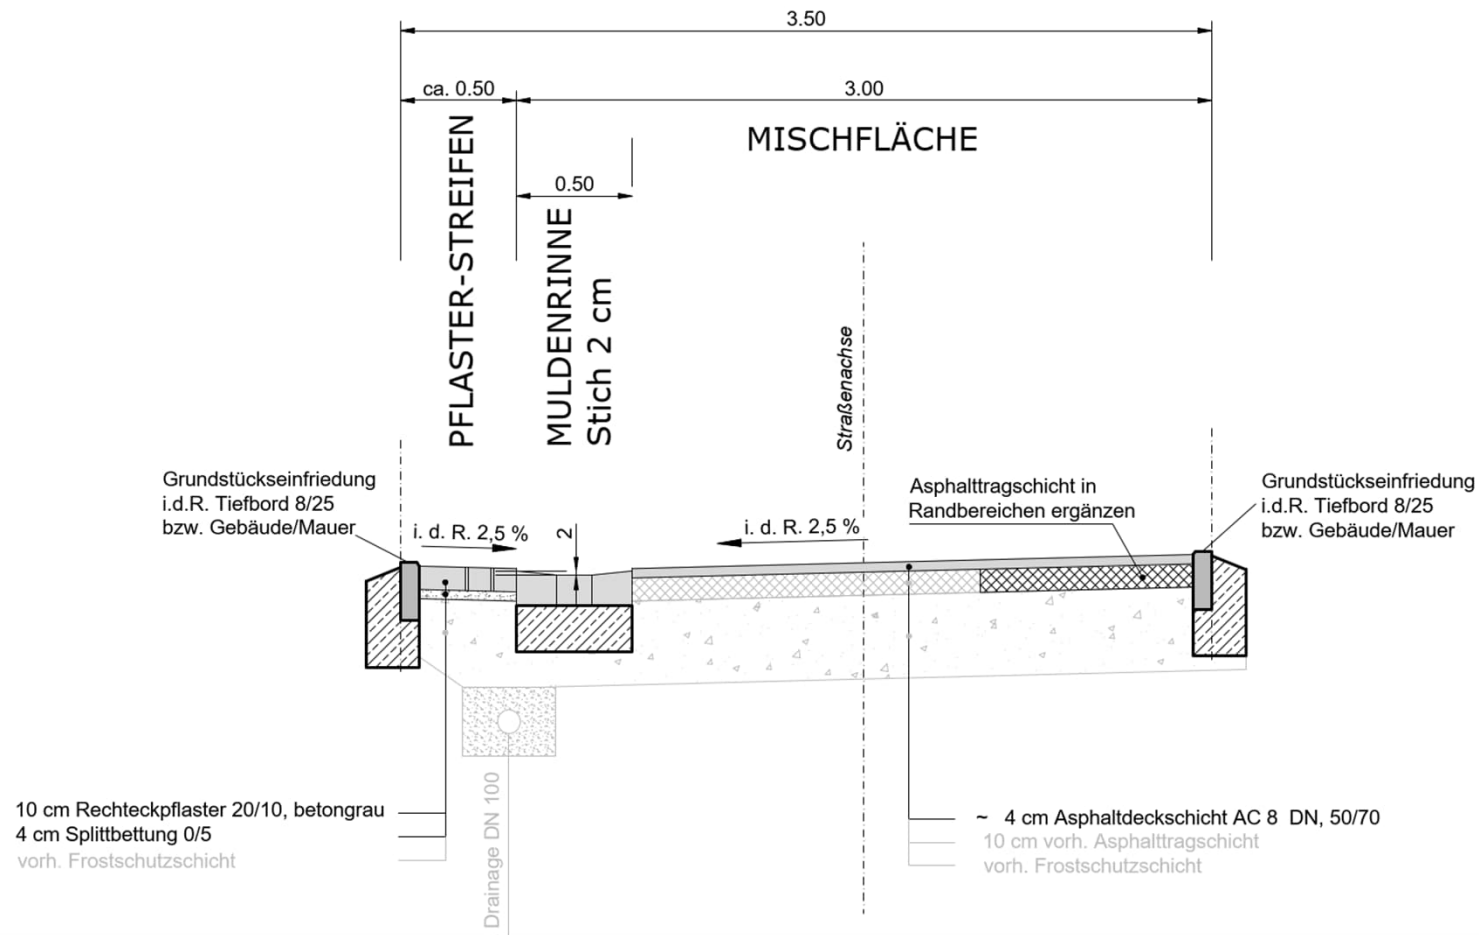 3.50
ca. 0.50
3.00
MISCHFLÄCHE
PFLASTER-STREIFEN
0.50
MULDENRINNE
Stich 2 cm
Straßenachse
Grundstückseinfriedung
i.d.R. Tiefbord 8/25
bzw. Gebäude/Mauer
i. d. R. 2,5 %
2
i. d. R. 2,5 %
Asphalttragschicht in
Randbereichen ergänzen
Grundstückseinfriedung
i.d.R. Tiefbord 8/25
bzw. Gebäude/Mauer
10 cm Rechteckpflaster 20/10, betongrau
4 cm Splittbettung 0/5
vorh. Frostschutzschicht
Drainage DN 100
~ 4 cm Asphaltdeckschicht AC 8 DN, 50/70
10 cm vorh. Asphalttragschicht
vorh. Frostschutzschicht